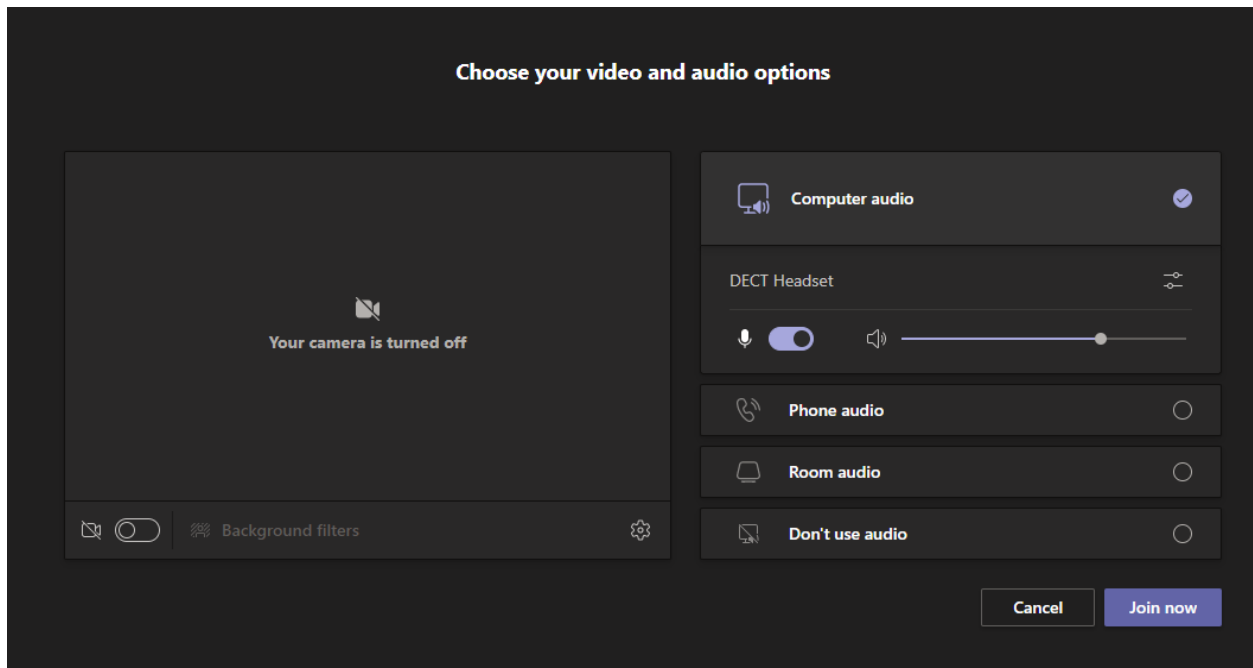 Choose your video and audio options
Your camera is turned off
Background filters
Computer audio
DECT Headset
Phone audio
Room audio
Don't use audio
Cancel
Join now